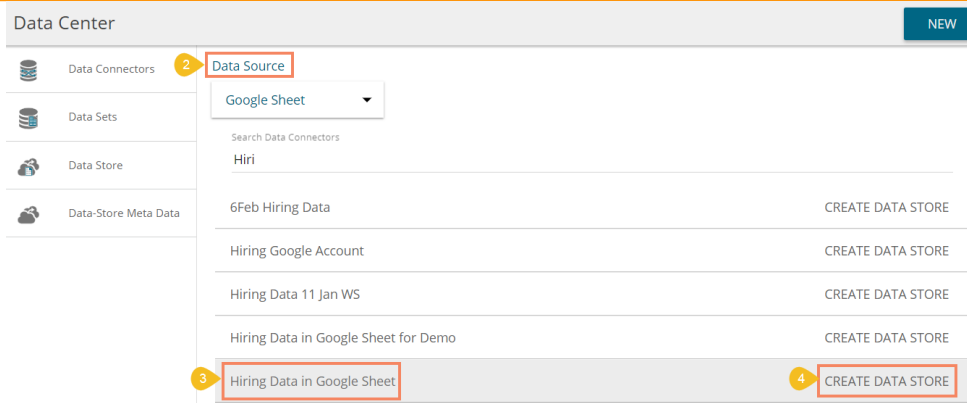 Data Center
NEW
Data Connectors
Data Sets
Data Store
Data-Store Meta Data
2 Data Source
Google Sheet
Search Data Connectors
Hiri
6Feb Hiring Data CREATE DATA STORE
Hiring Google Account CREATE DATA STORE
Hiring Data 11 Jan WS CREATE DATA STORE
Hiring Data in Google Sheet for Demo CREATE DATA STORE
3 Hiring Data in Google Sheet 4 CREATE DATA STORE